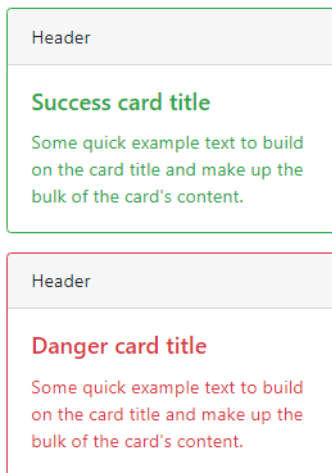 Header
Success card title
Some quick example text to build
on the card title and make up the
bulk of the card's content.
Header
Danger card title
Some quick example text to build
on the card title and make up the
bulk of the card's content.